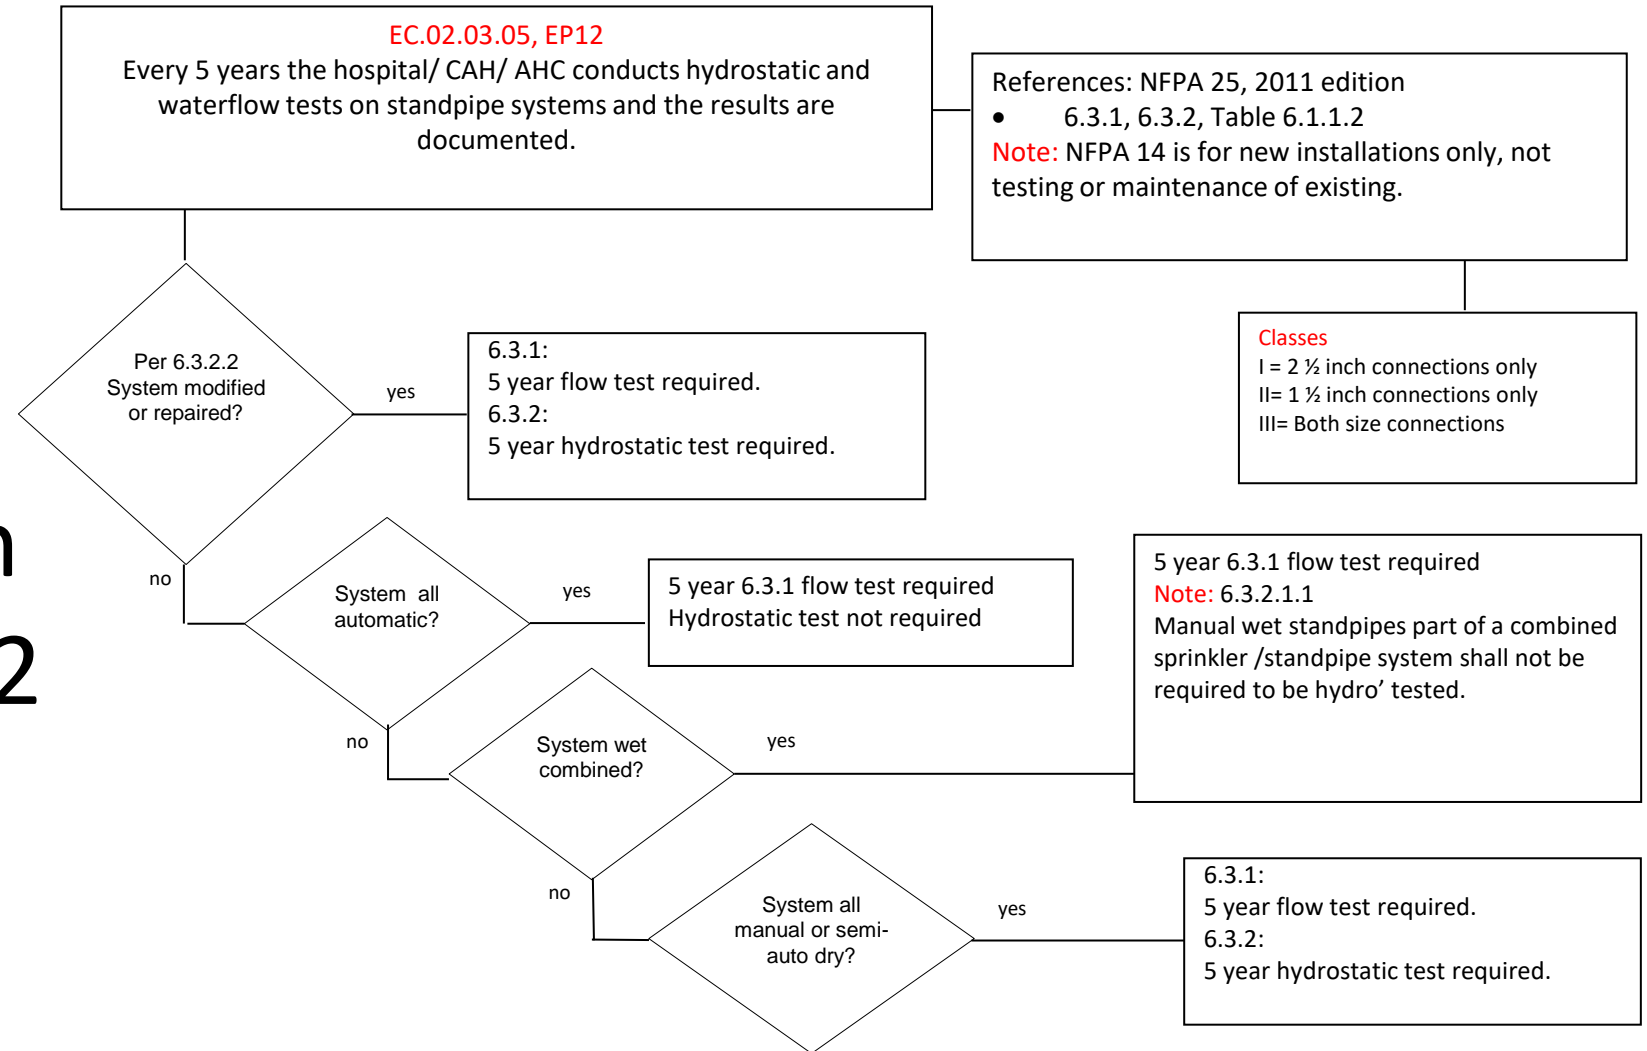 EC.02.03.05, EP12
Every 5 years the hospital/ CAH/ AHC conducts hydrostatic and
waterflow tests on standpipe systems and the results are
documented.
References: NFPA 25, 2011 edition
• 6.3.1, 6.3.2, Table 6.1.1.2
Note: NFPA 14 is for new installations only, not
testing or maintenance of existing.
Classes
I = 2 ½ inch connections only
II= 1 ½ inch connections only
III= Both size connections
Per 6.3.2.2
System modified
or repaired?
yes
6.3.1:
5 year flow test required.
6.3.2:
5 year hydrostatic test required.
no
System all
automatic?
yes
5 year 6.3.1 flow test required
Hydrostatic test not required
no
System wet
combined?
yes
5 year 6.3.1 flow test required
Note: 6.3.2.1.1
Manual wet standpipes part of a combined
sprinkler /standpipe system shall not be
required to be hydro’ tested.
no
System all
manual or semi-
auto dry?
yes
6.3.1:
5 year flow test required.
6.3.2:
5 year hydrostatic test required.
2